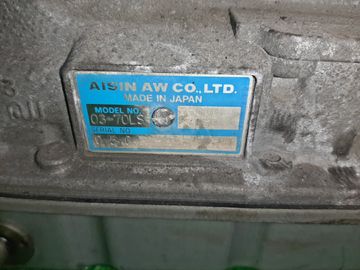 AISIN AW CO.,LTD.
MADE IN JAPAN
MODEL NO.
03-70LS
SERIAL NO.